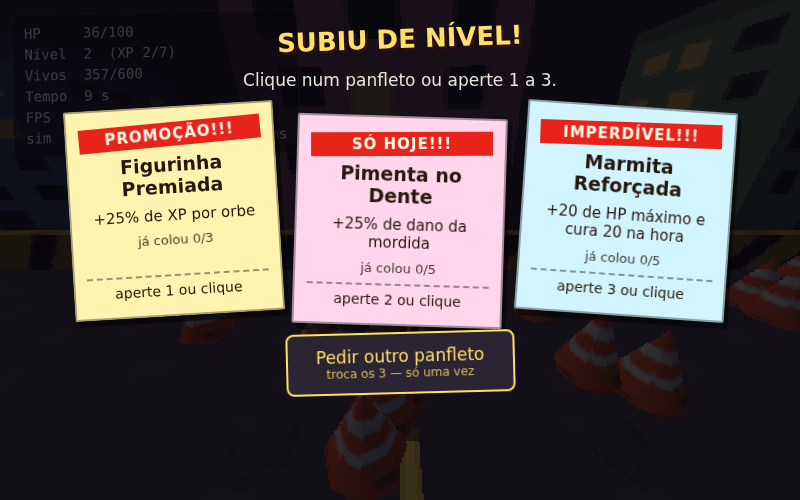 HP 36/100
Nível 2 (XP 2/7)
Vivos 357/600
Tempo 9 s
FPS
sim
SUBIU DE NÍVEL!
Clique num panfleto ou aperte 1 a 3.
PROMOÇÃO!!!
Figurinha
Premiada
+25% de XP por orbe
já colou 0/3
aperte 1 ou clique
SÓ HOJE!!!
Pimenta no
Dente
+25% de dano da
mordida
já colou 0/5
aperte 2 ou clique
IMPERDÍVEL!!!
Marmita
Reforçada
+20 de HP máximo e
cura 20 na hora
já colou 0/5
aperte 3 ou clique
Pedir outro panfleto
troca os 3 — só uma vez